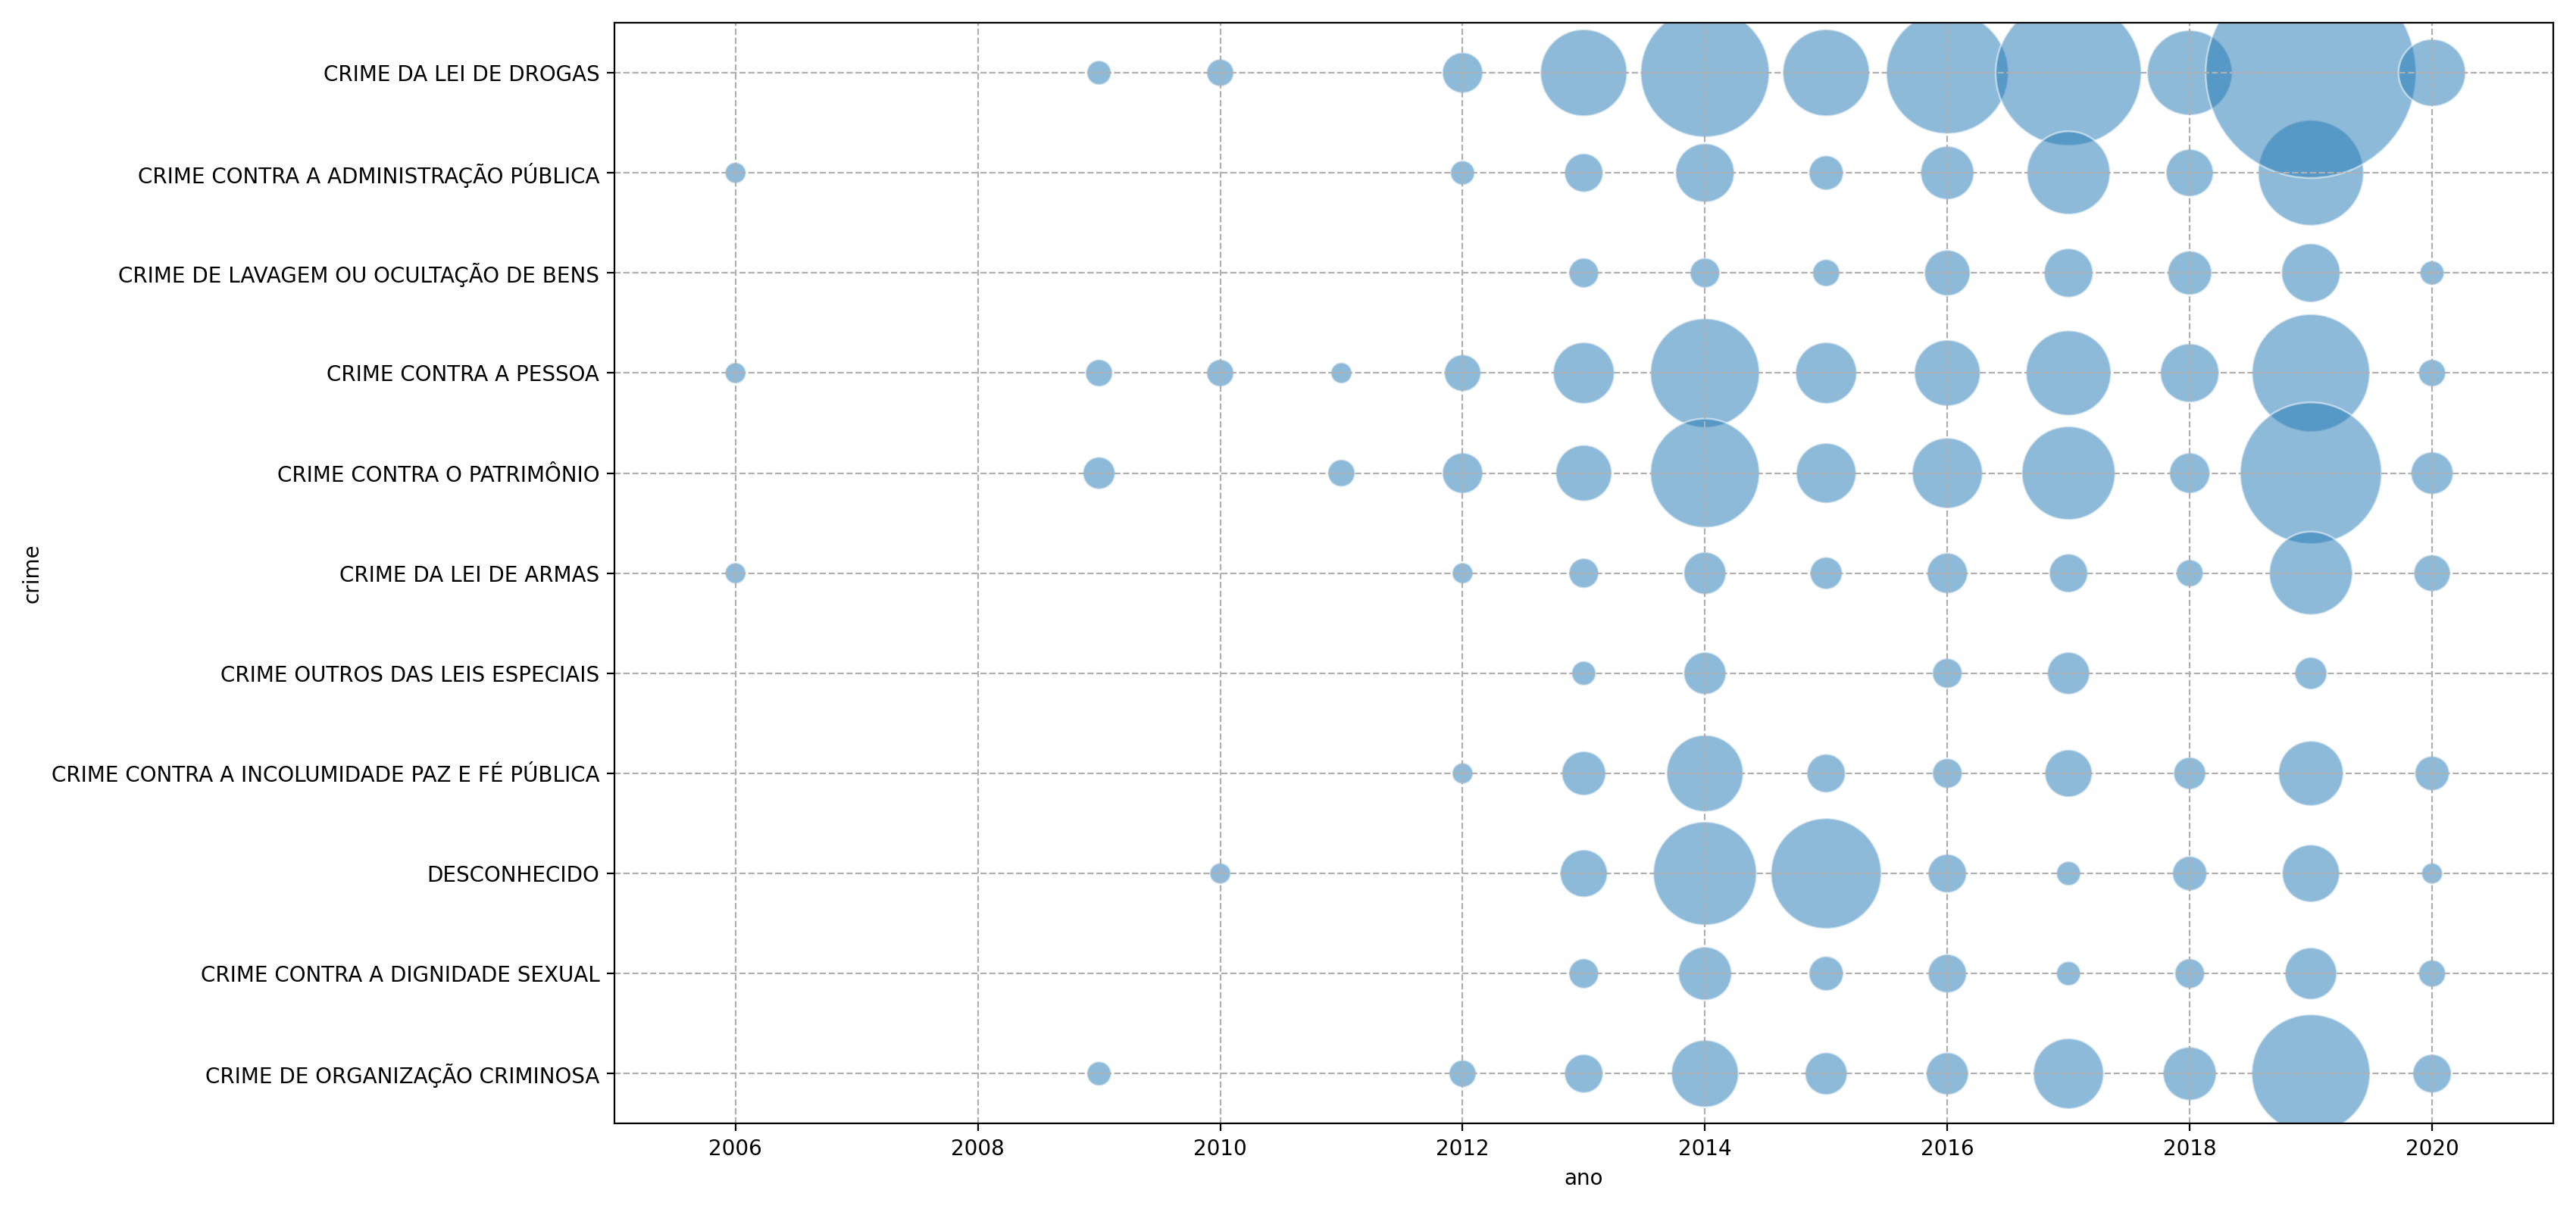 CRIME DA LEI DE DROGAS
CRIME CONTRA A ADMINISTRAÇÃO PÚBLICA
CRIME DE LAVAGEM OU OCULTAÇÃO DE BENS
CRIME CONTRA A PESSOA
CRIME CONTRA O PATRIMÔNIO
CRIME DA LEI DE ARMAS
CRIME OUTROS DAS LEIS ESPECIAIS
CRIME CONTRA A INCOLUMIDADE PAZ E FÉ PÚBLICA
DESCONHECIDO
CRIME CONTRA A DIGNIDADE SEXUAL
CRIME DE ORGANIZAÇÃO CRIMINOSA
crime
2006 2008 2010 2012 2014 2016 2018 2020
ano